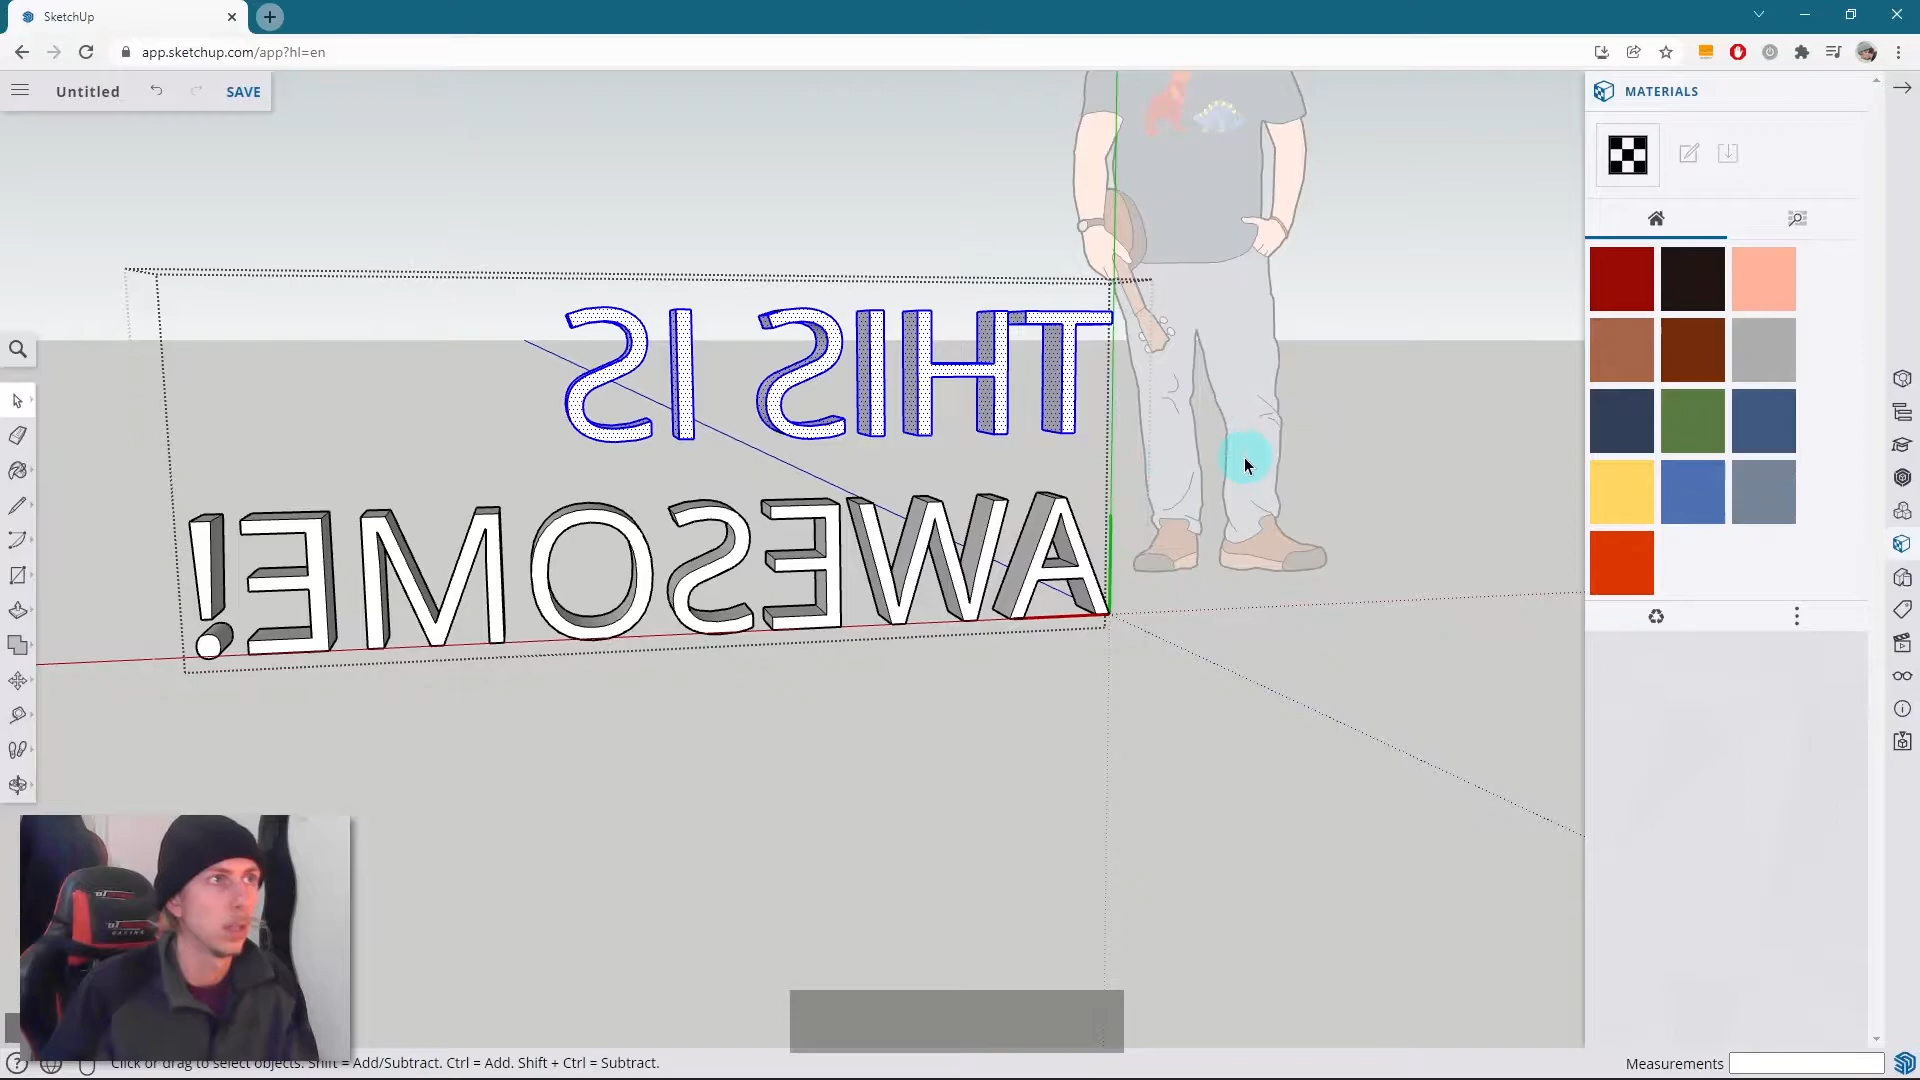 SketchUp
app.sketchup.com/app?hl=en
Untitled
SAVE
MATERIALS
THIS IS
AWESOME!
Click or drag to select objects. Shift = Add/Subtract. Ctrl = Add. Shift + Ctrl = Subtract.
Measurements